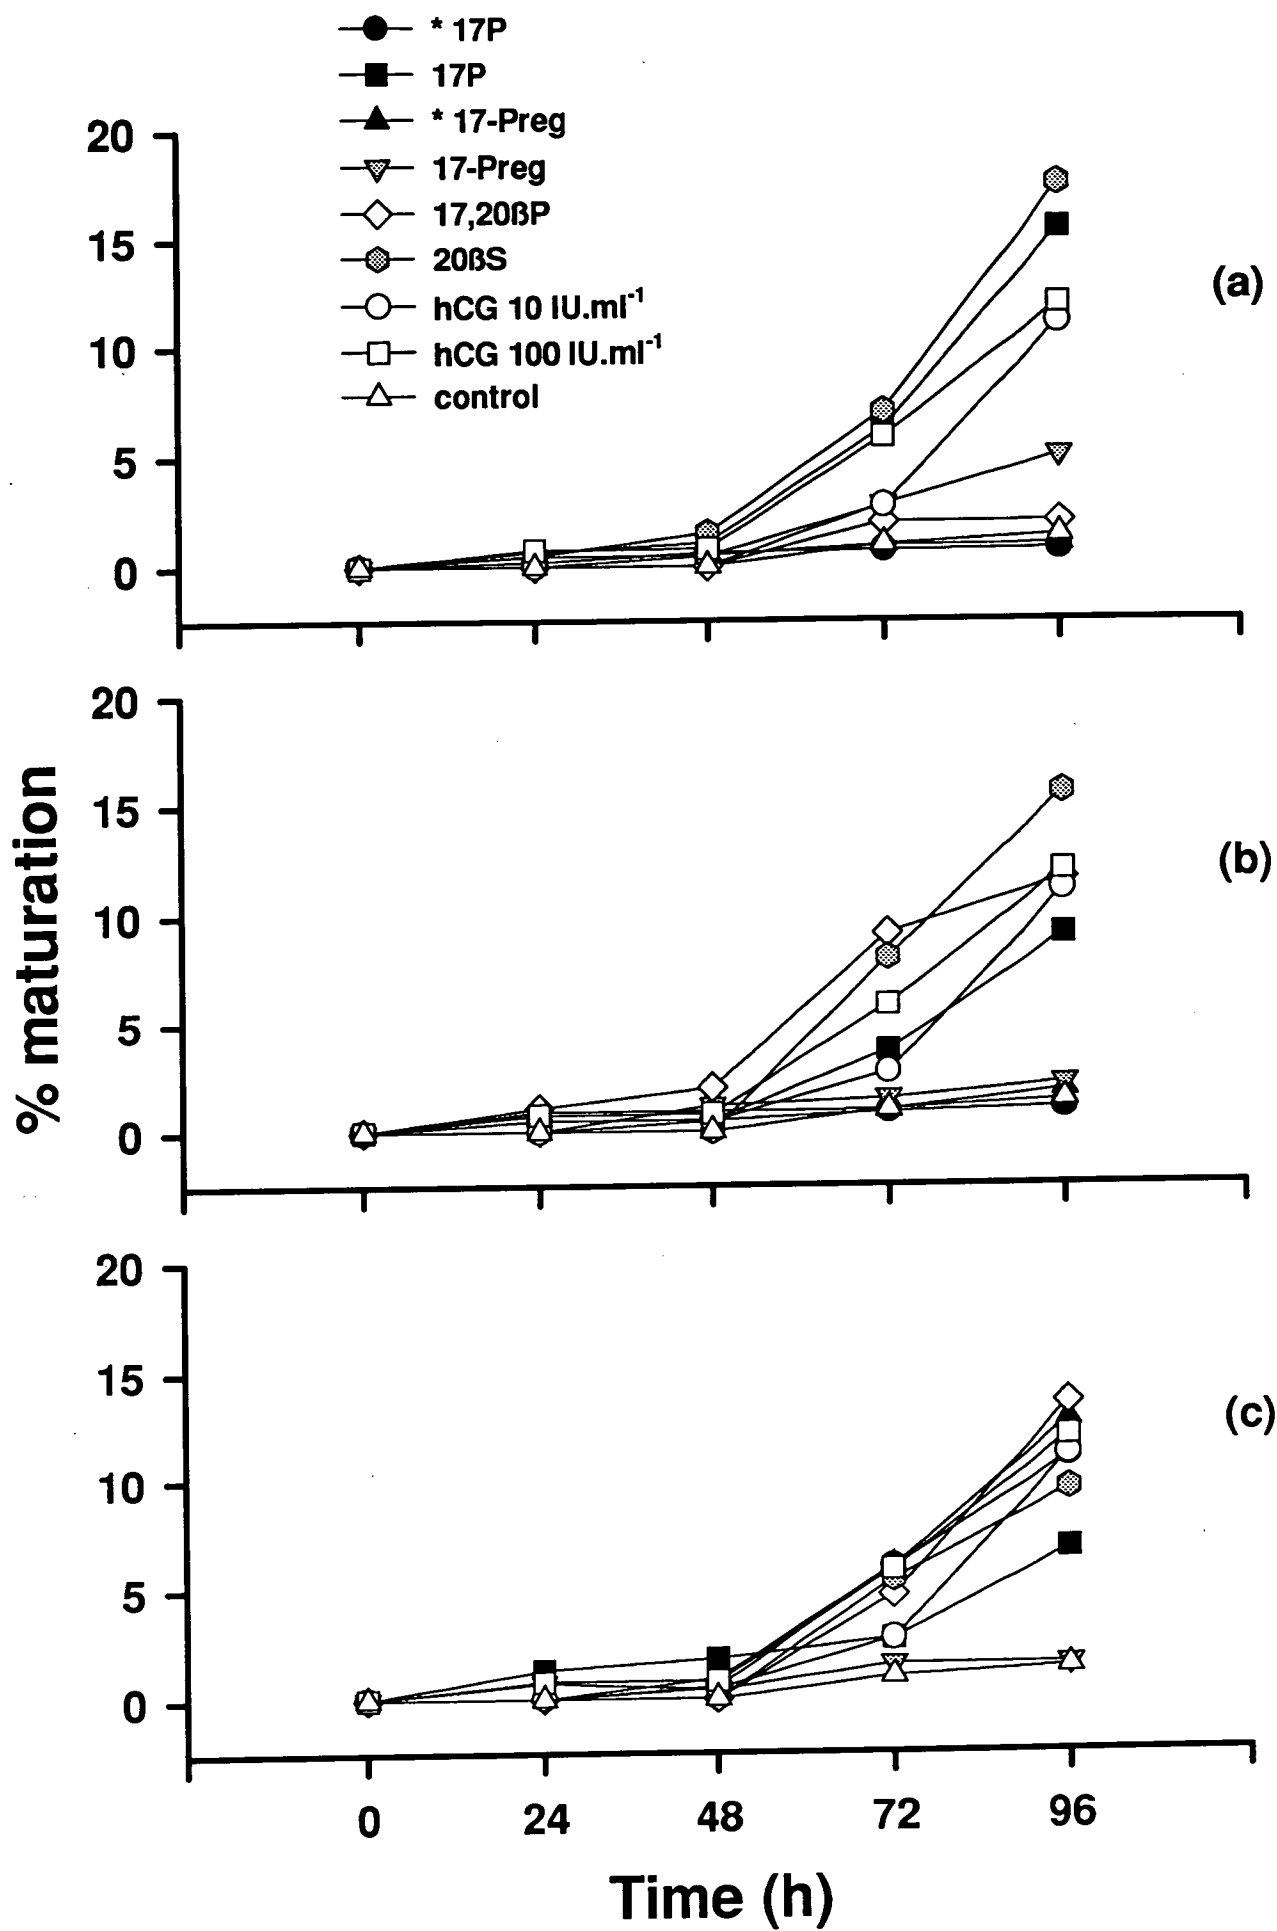 * 17P
17P
* 17-Preg
17-Preg
17,20ßP
20ßS
hCG 10 IU.ml⁻¹
hCG 100 IU.ml⁻¹
control
20
15
10
5
0
(a)
20
15
10
5
0
(b)
% maturation
20
15
10
5
0
(c)
0 24 48 72 96
Time (h)